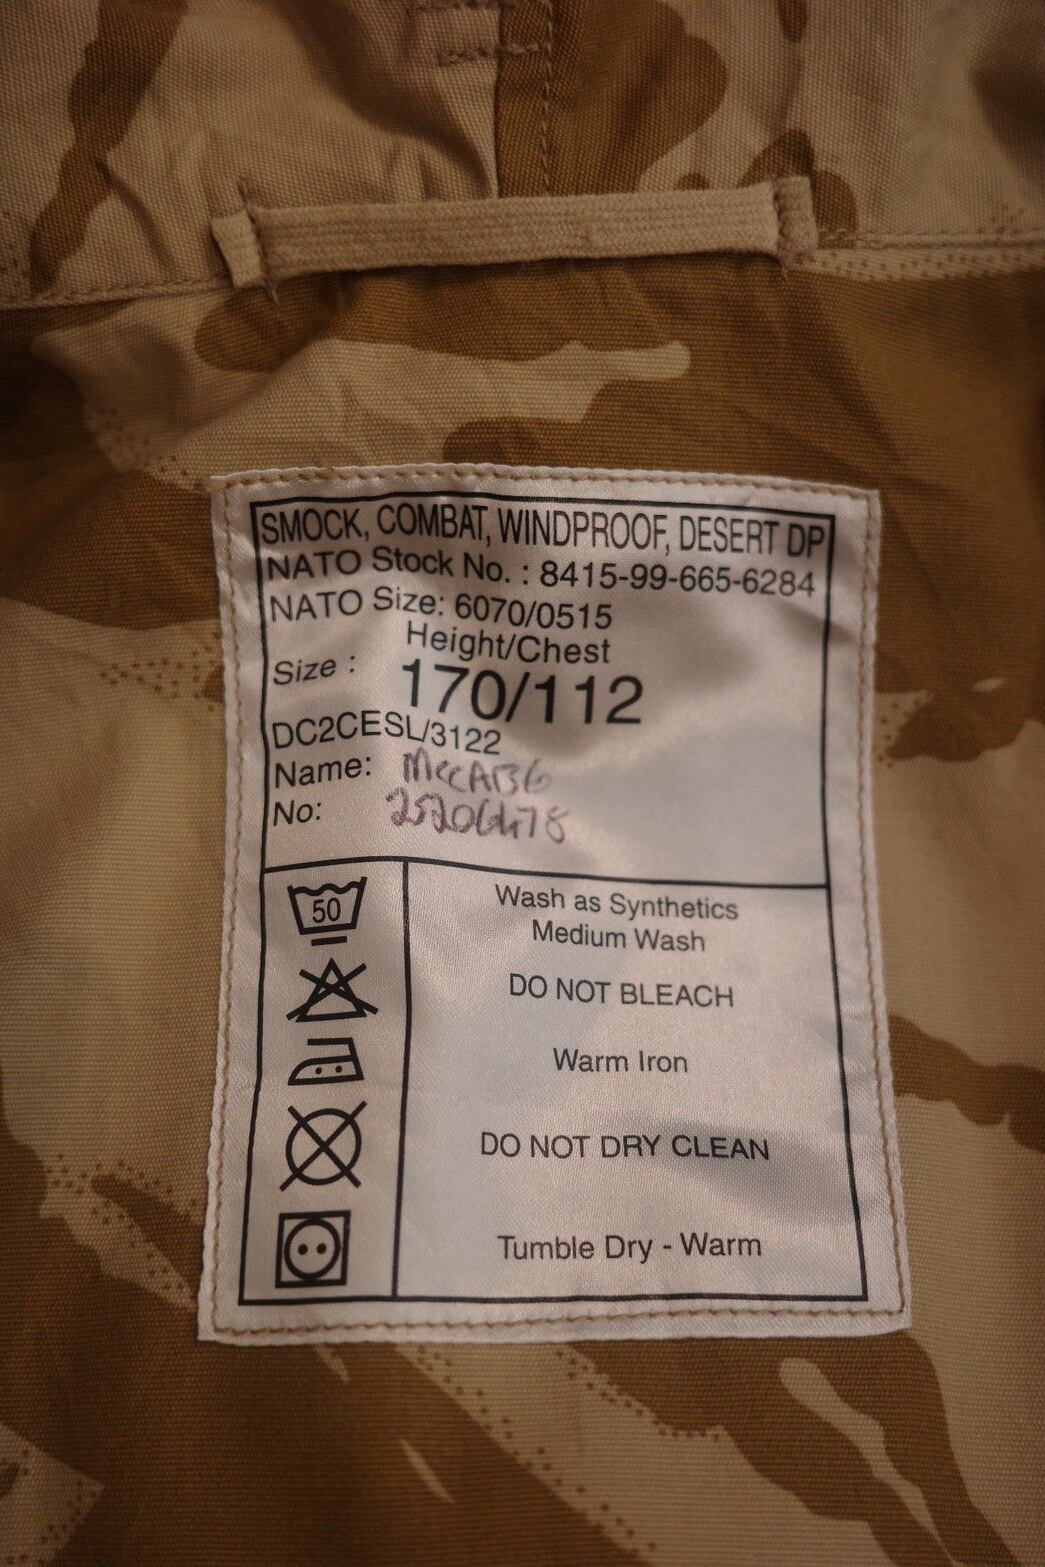 SMOCK, COMBAT, WINDPROOF, DESERT DP
NATO Stock No. : 8415-99-665-6284
NATO Size: 6070/0515
Height/Chest
Size : 170/112
DC2CESL/3122
Name: McCABE
No: 25206478
50
Wash as Synthetics
Medium Wash
DO NOT BLEACH
Warm Iron
DO NOT DRY CLEAN
Tumble Dry - Warm